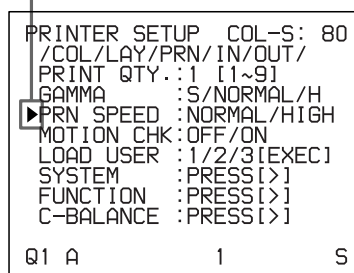 PRINTER SETUP COL-S: 80
/COL/LAY/PRN/IN/OUT/
PRINT QTY.:1 [1~9]
GAMMA :S/NORMAL/H
PRN SPEED :NORMAL/HIGH
MOTION CHK:OFF/ON
LOAD USER :1/2/3[EXEC]
SYSTEM :PRESS[>]
FUNCTION :PRESS[>]
C-BALANCE :PRESS[>]
Q1 A 1 S